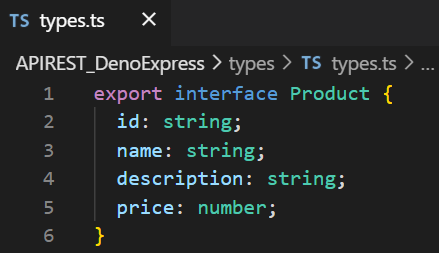 TS types.ts ×
APIREST_DenoExpress > types > TS types.ts > ...
1 export interface Product {
2 id: string;
3 name: string;
4 description: string;
5 price: number;
6 }